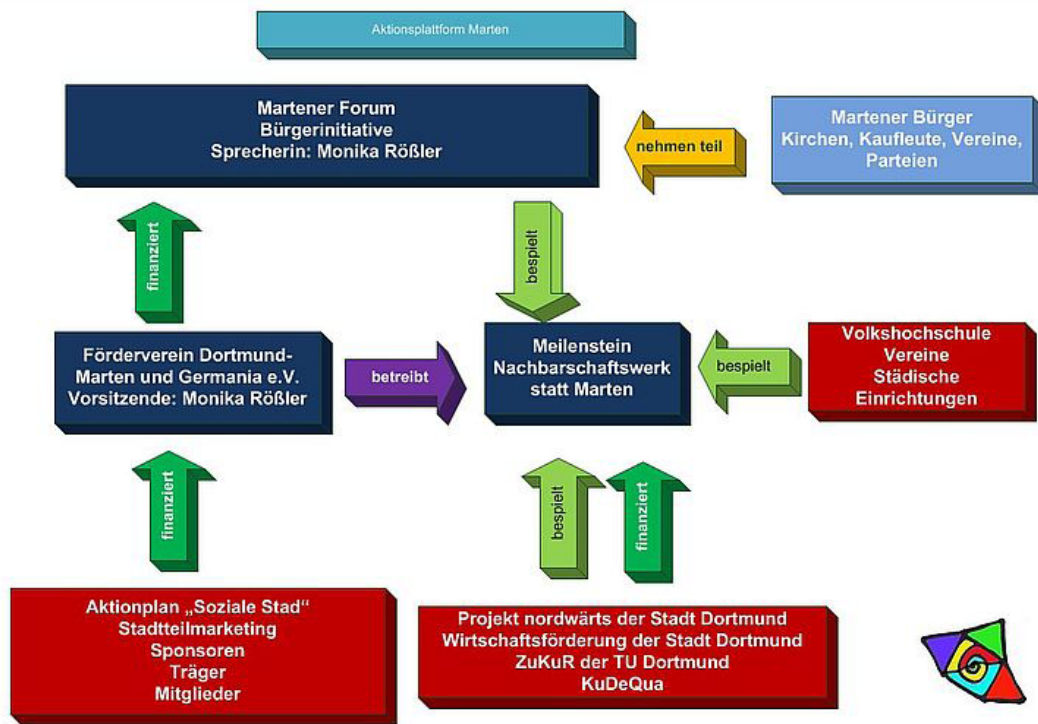 Aktionsplattform Marten
Martener Forum
Bürgerinitiative
Sprecherin: Monika Rößler
nehmen teil
Martener Bürger
Kirchen, Kaufleute, Vereine,
Parteien
finanziert
bespielt
Förderverein Dortmund-
Marten und Germania e.V.
Vorsitzende: Monika Rößler
betreibt
Meilenstein
Nachbarschaftswerk
statt Marten
bespielt
Volkshochschule
Vereine
Städische
Einrichtungen
finanziert
bespielt
finanziert
Aktionplan „Soziale Stad“
Stadtteilmarketing
Sponsoren
Träger
Mitglieder
Projekt nordwärts der Stadt Dortmund
Wirtschaftsförderung der Stadt Dortmund
ZuKuR der TU Dortmund
KuDeQua